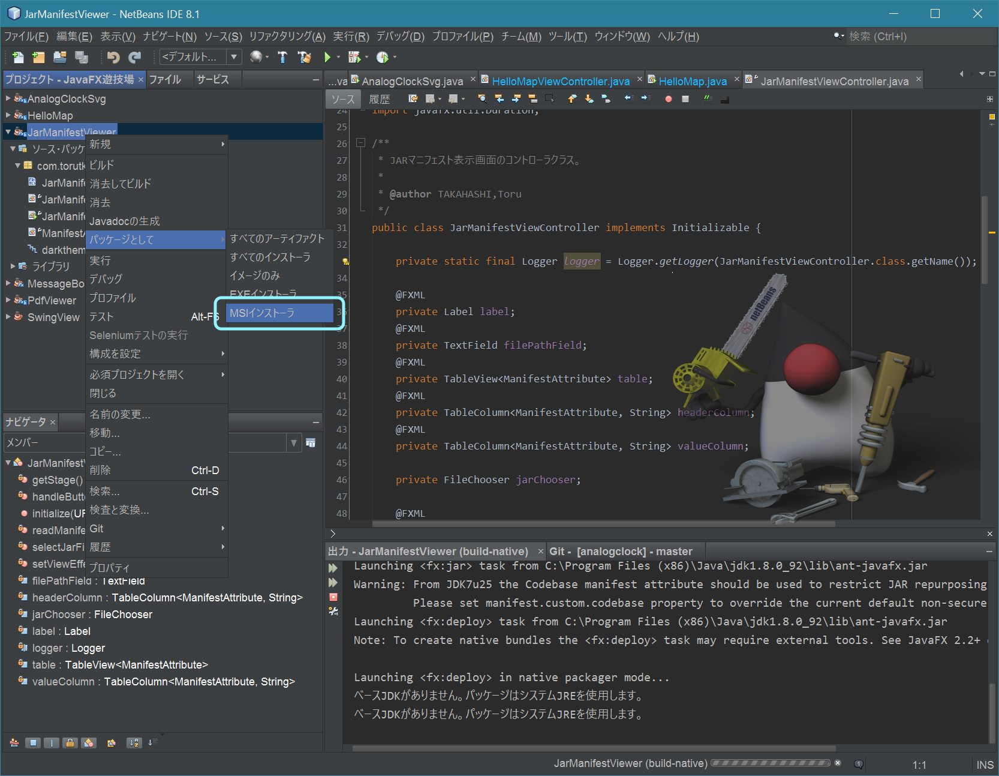 JarManifestViewer - NetBeans IDE 8.1
ファイル(F) 編集(E) 表示(V) ナビゲート(N) ソース(S) リファクタリング(A) 実行(R) デバッグ(D) プロファイル(P) チーム(M) ツール(T) ウィンドウ(W) ヘルプ(H) 検索 (Ctrl+I)
<デフォルト...
プロジェクト - JavaFX遊技場 × ファイル サービス
AnalogClockSvg
HelloMap
JarManifestViewer
ソース・パッケ
com.torutk
JarManife
JarManife
JarManife
ManifestA
darkthem
ライブラリ
MessageBo
PdfViewer
SwingView
新規
ビルド
消去してビルド
消去
Javadocの生成
パッケージとして
実行
デバッグ
プロファイル
テスト Alt-F6
Seleniumテストの実行
構成を設定
必須プロジェクトを開く
閉じる
名前の変更...
移動...
コピー...
削除 Ctrl-D
検索... Ctrl-S
検査と変換...
Git
履歴
プロパティ
すべてのアーティファクト
すべてのインストーラ
イメージのみ
EXEインストーラ
MSIインストーラ
ナビゲータ ×
メンバー
JarManifestV
getStage()
handleButto
initialize(UR
readManife
selectJarFi
setViewEffe
filePathField : TextField
headerColumn : TableColumn<ManifestAttribute, String>
jarChooser : FileChooser
label : Label
logger : Logger
table : TableView<ManifestAttribute>
valueColumn : TableColumn<ManifestAttribute, String>
...va AnalogClockSvg.java × HelloMapViewController.java × HelloMap.java × JarManifestViewController.java ×
ソース 履歴
24 import javafx.util.Duration;
25
26 /**
27 * JARマニフェスト表示画面のコントローラクラス。
28 *
29 * @author TAKAHASHI,Toru
30 */
31 public class JarManifestViewController implements Initializable {
32
private static final Logger logger = Logger.getLogger(JarManifestViewController.class.getName());
34
35 @FXML
36 private Label label;
37 @FXML
38 private TextField filePathField;
39 @FXML
40 private TableView<ManifestAttribute> table;
41 @FXML
42 private TableColumn<ManifestAttribute, String> headerColumn;
43 @FXML
44 private TableColumn<ManifestAttribute, String> valueColumn;
45
46 private FileChooser jarChooser;
47
48 @FXML
netBeans
出力 - JarManifestViewer (build-native) × Git - [analogclock] - master
Launching <fx:jar> task from C:\Program Files (x86)\Java\jdk1.8.0_92\lib\ant-javafx.jar
Warning: From JDK7u25 the Codebase manifest attribute should be used to restrict JAR repurposing
Please set manifest.custom.codebase property to override the current default non-secure
Launching <fx:deploy> task from C:\Program Files (x86)\Java\jdk1.8.0_92\lib\ant-javafx.jar
Note: To create native bundles the <fx:deploy> task may require external tools. See JavaFX 2.2+
Launching <fx:deploy> in native packager mode...
ベースJDKがありません。パッケージはシステムJREを使用します。
ベースJDKがありません。パッケージはシステムJREを使用します。
JarManifestViewer (build-native) 1 1:1 INS